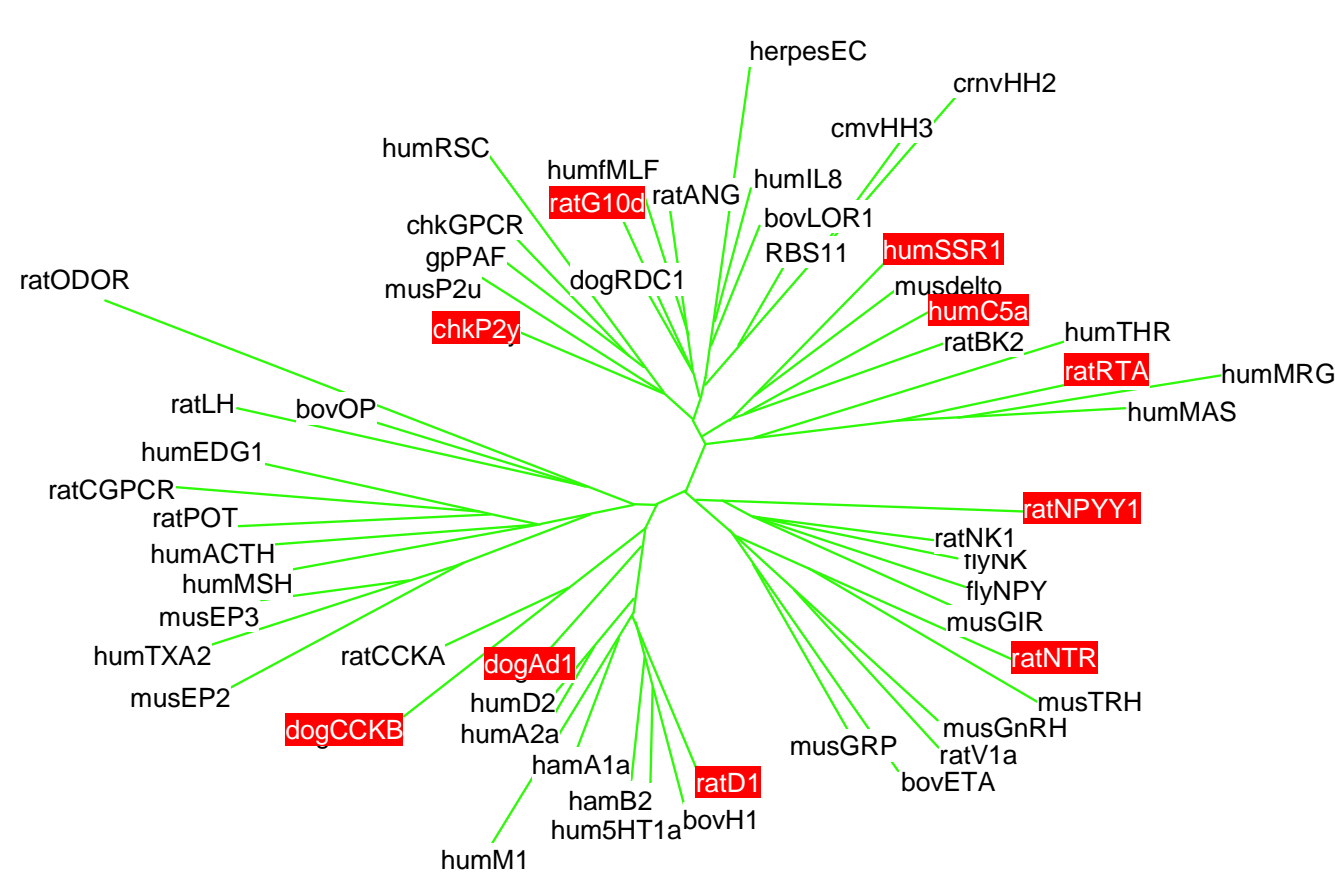 herpesEC
crnvHH2
cmvHH3
humRSC
humfMLF
humIL8
ratANG
ratG10d
bovLOR1
chkGPCR
RBS11
humSSR1
gpPAF
ratODOR
dogRDC1
musdelto
musP2u
humC5a
chkP2y
humTHR
ratBK2
ratRTA
humMRG
ratLH
bovOP
humMAS
humEDG1
ratCGPCR
ratNPYY1
ratPOT
ratNK1
humACTH
flyNK
humMSH
flyNPY
musEP3
musGIR
humTXA2
ratCCKA
dogAd1
ratNTR
musEP2
humD2
musTRH
dogCCKB
humA2a
musGnRH
musGRP
ratV1a
hamA1a
ratD1
bovETA
hamB2
hum5HT1a
bovH1
humM1